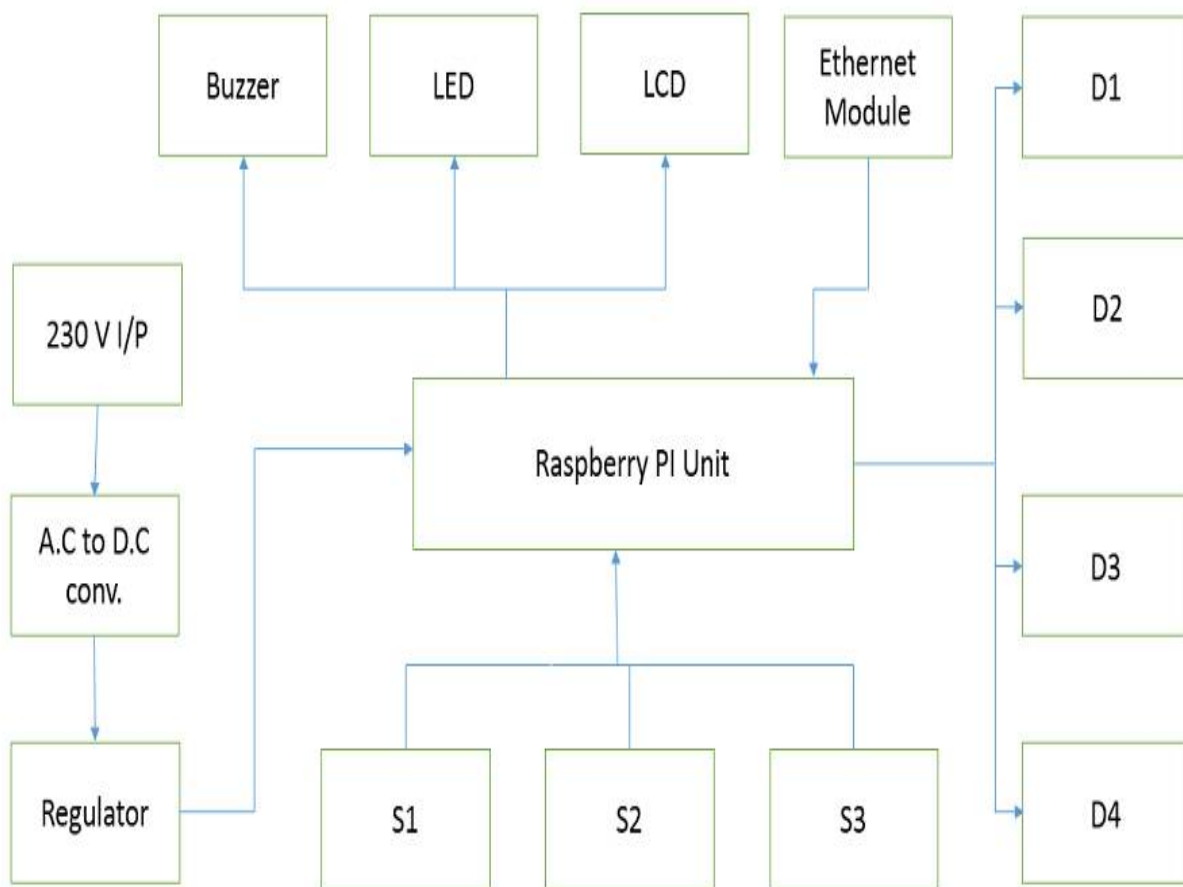 Buzzer
LED
LCD
Ethernet
Module
D1
230 V I/P
D2
Raspberry PI Unit
A.C to D.C
conv.
D3
Regulator
S1
S2
S3
D4